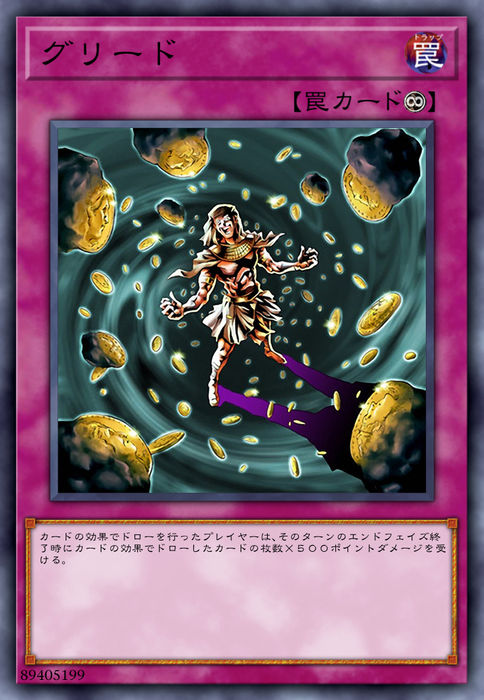 グリード
トラップ
罠
【罠カード】
カードの効果でドローを行ったプレイヤーは、そのターンのエンドフェイズ終
了時にカードの効果でドローしたカードの枚数×５００ポイントダメージを受
ける。
89405199